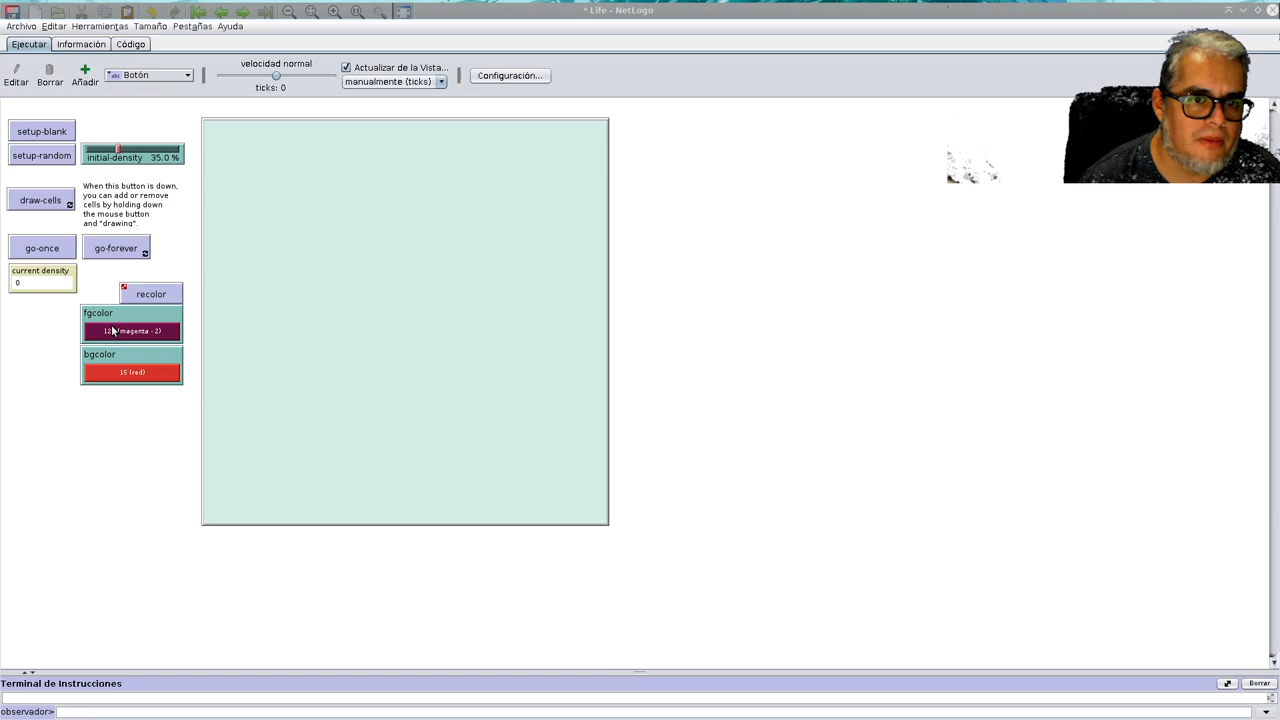 * Life - NetLogo
Archivo Editar Herramientas Tamaño Pestañas Ayuda
Ejecutar Información Código
Editar Borrar Añadir
abc Botón
velocidad normal
ticks: 0
Actualizar de la Vista...
manualmente (ticks)
Configuración...
setup-blank
setup-random
initial-density 35.0 %
draw-cells
When this button is down,
you can add or remove
cells by holding down
the mouse button
and "drawing".
go-once
go-forever
current density
0
recolor
fgcolor
magenta - 2)
bgcolor
15 (red)
Terminal de Instrucciones
Borrar
observador>